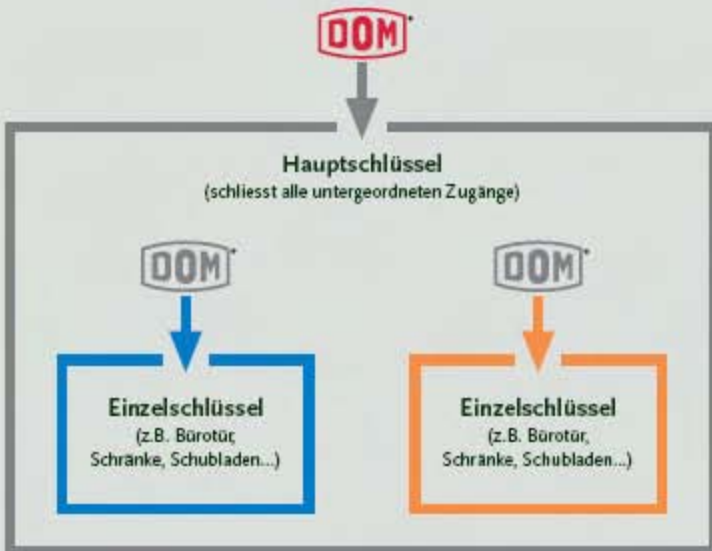 DOM
Hauptschlüssel
(schliesst alle untergeordneten Zugänge)
DOM
DOM
Einzelschlüssel
(z.B. Bürotür,
Schränke, Schubladen...)
Einzelschlüssel
(z.B. Bürotür,
Schränke, Schubladen...)